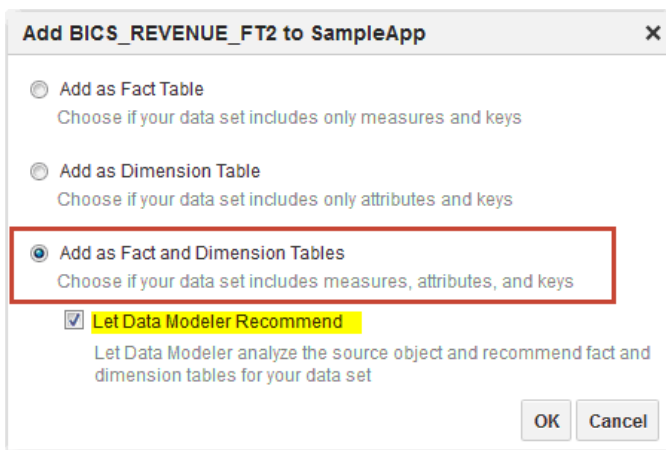 Add BICS_REVENUE_FT2 to SampleApp
Add as Fact Table
Choose if your data set includes only measures and keys
Add as Dimension Table
Choose if your data set includes only attributes and keys
Add as Fact and Dimension Tables
Choose if your data set includes measures, attributes, and keys
Let Data Modeler Recommend
Let Data Modeler analyze the source object and recommend fact and
dimension tables for your data set
OK Cancel